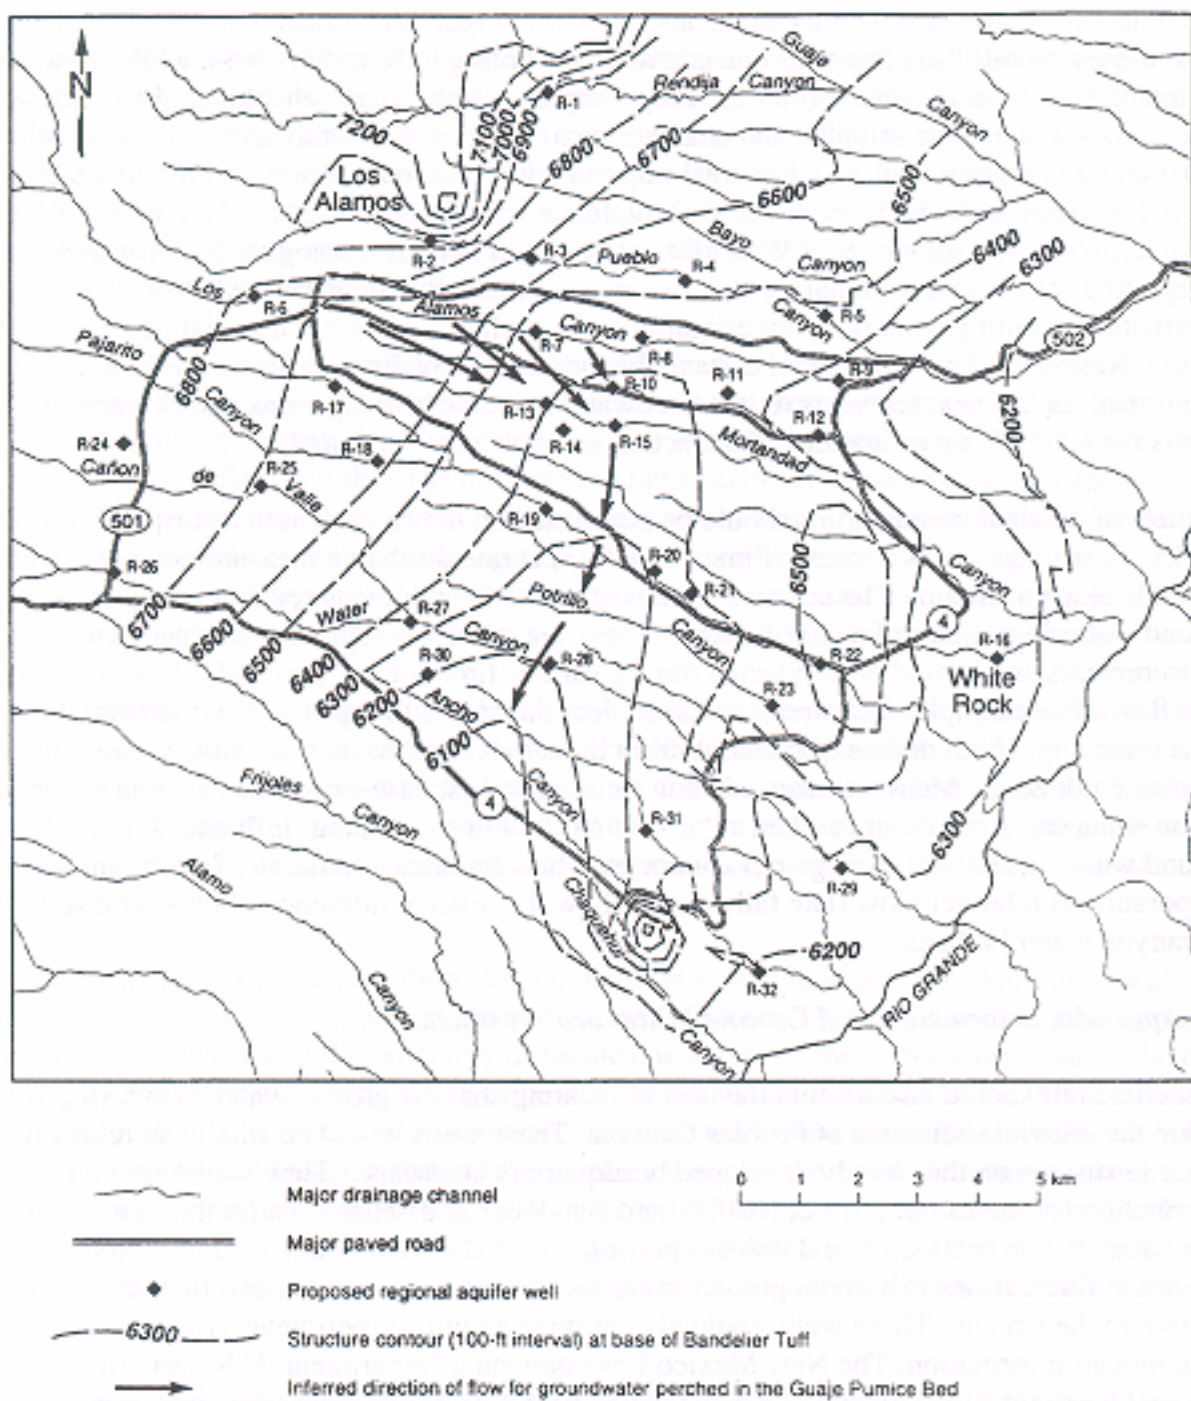 N
Guaje
R-1
Rendija
Canyon
Canyon
7200
7100
7000
6900
6800
6700
Los
Alamos
6600
6500
6400
6300
R-2
R-3
Bayo
Pueblo
R-4
Canyon
Los
R-6
Alamos
R-5
Canyon
Canyon
R-7
R-8
502
Pajarito
6800
R-10
R-11
R-9
Canyon
R-17
R-13
R-12
R-24
R-14
R-15
Mortandad
Cañon
R-18
R-25
de
Valle
501
R-19
6500
R-26
R-20
Canyon
Potrillo
R-21
6700
Water
R-27
4
6600
Canyon
Canyon
R-16
6500
R-30
R-28
R-22
White
Rock
6400
6300
Ancho
R-23
6200
6100
Frijoles
4
Canyon
Canyon
R-31
6300
Alamo
R-29
Chaquehui
6200
R-32
RIO GRANDE
Canyon
Canyon
0 1 2 3 4 5 km
Major drainage channel
Major paved road
Proposed regional aquifer well
6300
Structure contour (100-ft interval) at base of Bandelier Tuff
Inferred direction of flow for groundwater perched in the Guaje Pumice Bed